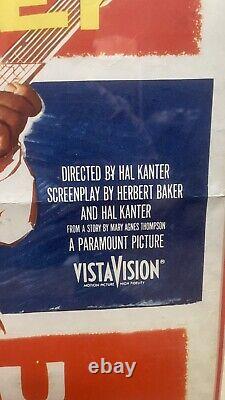 DIRECTED BY HAL KANTER
SCREENPLAY BY HERBERT BAKER
AND HAL KANTER
FROM A STORY BY MARY AGNES THOMPSON
A PARAMOUNT PICTURE
VISTAVISION®
MOTION PICTURE HIGH FIDELITY
ebay